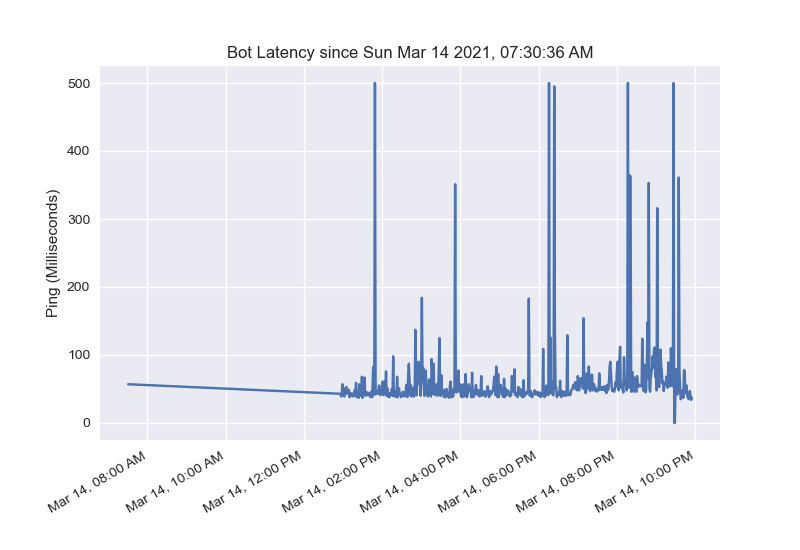 Bot Latency since Sun Mar 14 2021, 07:30:36 AM
500
400
300
200
100
0
Ping (Milliseconds)
Mar 14, 08:00 AM
Mar 14, 10:00 AM
Mar 14, 12:00 PM
Mar 14, 02:00 PM
Mar 14, 04:00 PM
Mar 14, 06:00 PM
Mar 14, 08:00 PM
Mar 14, 10:00 PM